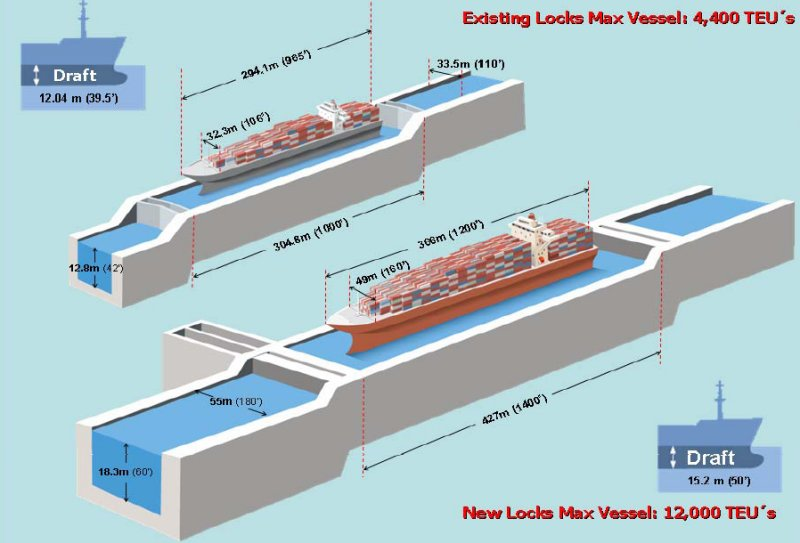 Existing Locks Max Vessel: 4,400 TEU´s
Draft
12.04 m (39.5')
294.1m (965')
33.5m (110')
32.3m (106')
304.8m (1000')
12.8m (42')
366m (1200')
49m (160')
55m (180')
427m (1400')
18.3m (60')
Draft
15.2 m (50')
New Locks Max Vessel: 12,000 TEU´s